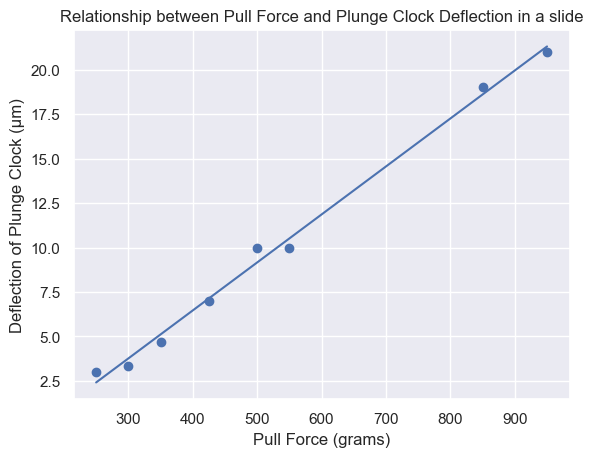 Relationship between Pull Force and Plunge Clock Deflection in a slide
20.0
17.5
15.0
12.5
10.0
7.5
5.0
2.5
Deflection of Plunge Clock (μm)
300 400 500 600 700 800 900
Pull Force (grams)